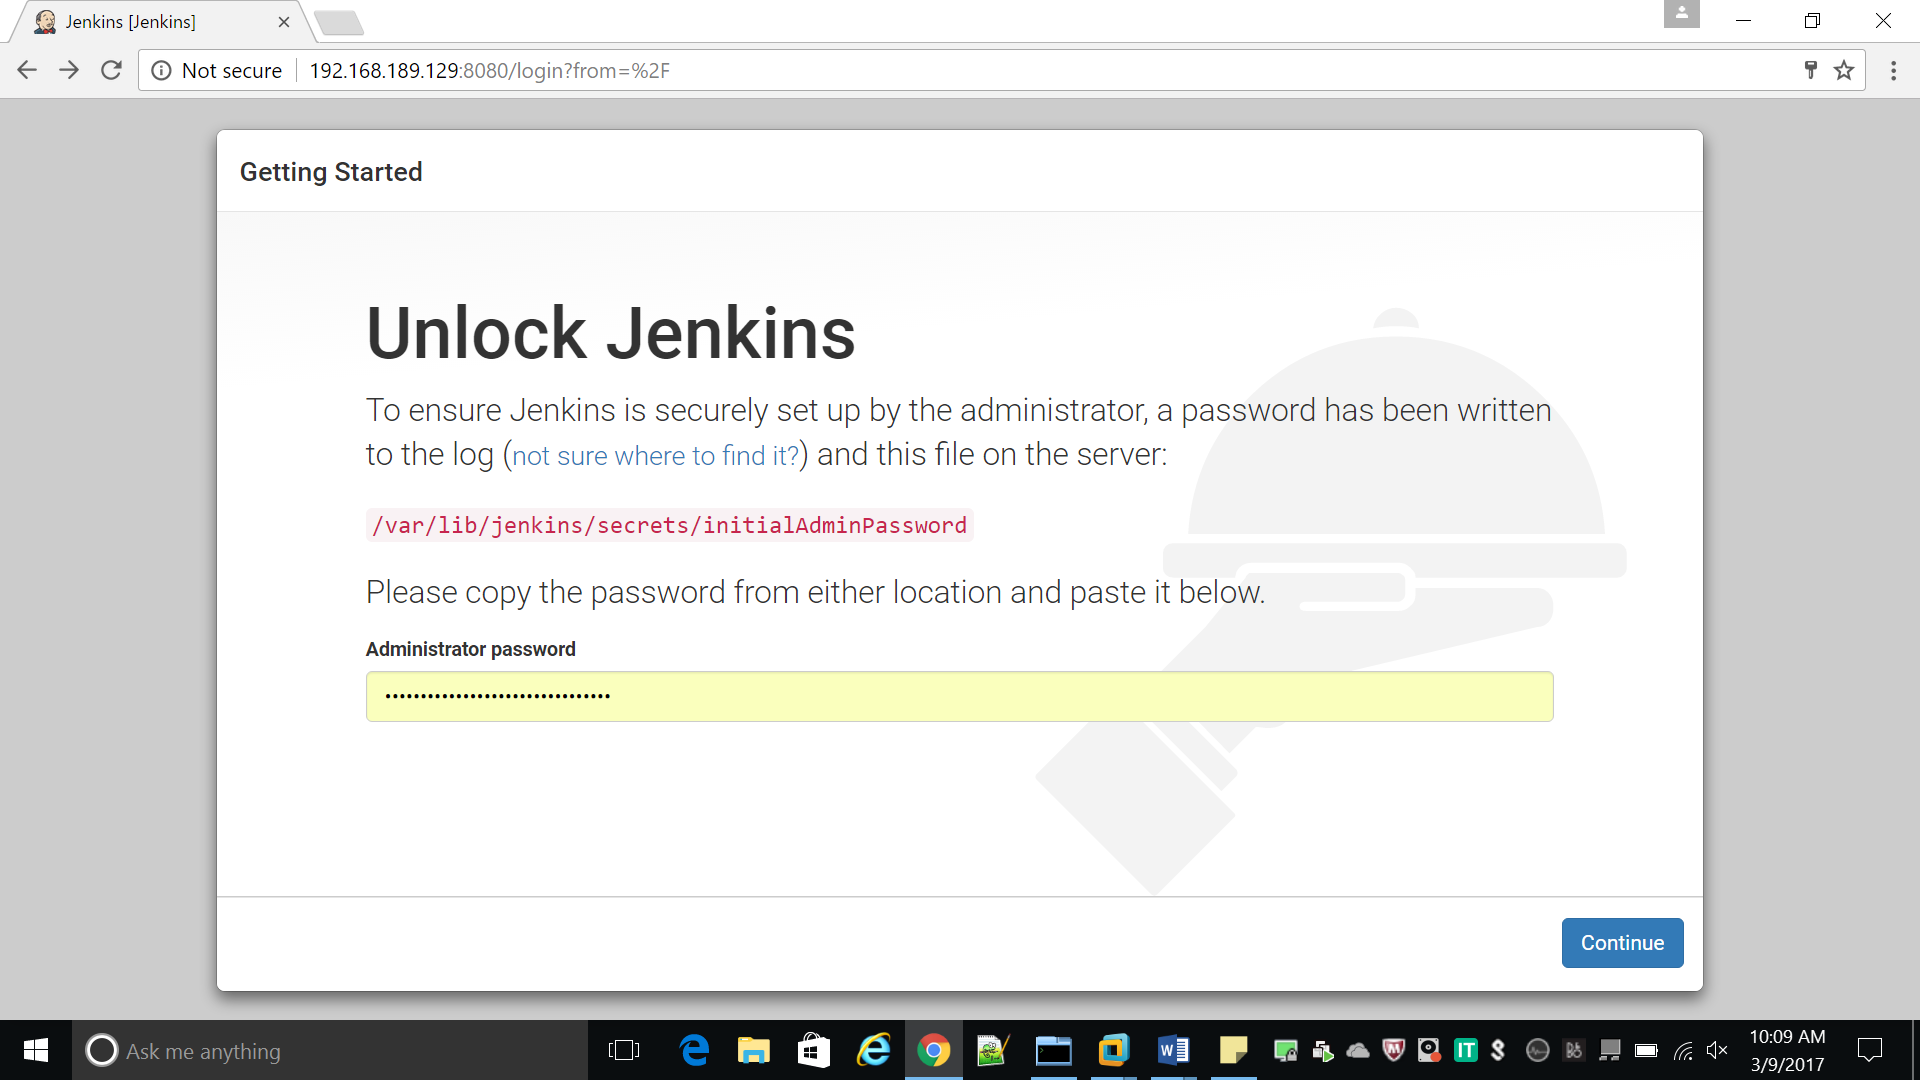 Jenkins [Jenkins]
Not secure
192.168.189.129:8080/login?from=%2F
Getting Started
Unlock Jenkins
To ensure Jenkins is securely set up by the administrator, a password has been written
to the log (not sure where to find it?) and this file on the server:
/var/lib/jenkins/secrets/initialAdminPassword
Please copy the password from either location and paste it below.
Administrator password
Continue
Ask me anything
IT
10:09 AM
3/9/2017